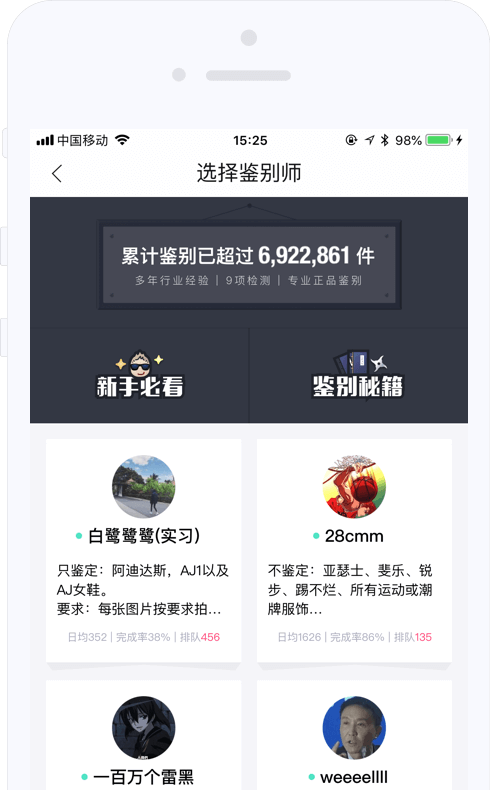 中国移动 15:25 98%
选择鉴别师
累计鉴别已超过 6,922,861 件
多年行业经验 | 9项检测 | 专业正品鉴别
新手必看 鉴别秘籍
白鹭鹭鹭(实习)
只鉴定：阿迪达斯，AJ1以及
AJ女鞋。
要求：每张图片按要求拍...
日均352 | 完成率38% | 排队456
28cmm
不鉴定：亚瑟士、斐乐、锐
步、踢不烂、所有运动或潮
牌服饰...
日均1626 | 完成率86% | 排队135
一百万个雷黑
weeeellll